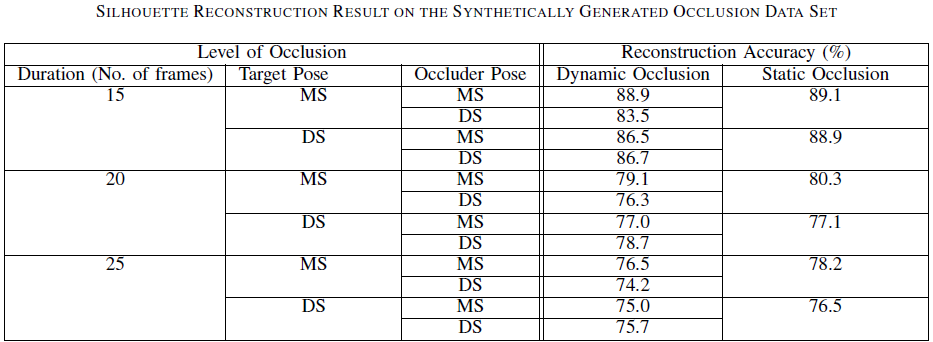 SILHOUETTE RECONSTRUCTION RESULT ON THE SYNTHETICALLY GENERATED OCCLUSION DATA SET
Level of Occlusion Reconstruction Accuracy (%)
Duration (No. of frames) Target Pose Occluder Pose Dynamic Occlusion Static Occlusion
15 MS MS 88.9 89.1
DS 83.5
DS MS 86.5 88.9
DS 86.7
20 MS MS 79.1 80.3
DS 76.3
DS MS 77.0 77.1
DS 78.7
25 MS MS 76.5 78.2
DS 74.2
DS MS 75.0 76.5
DS 75.7